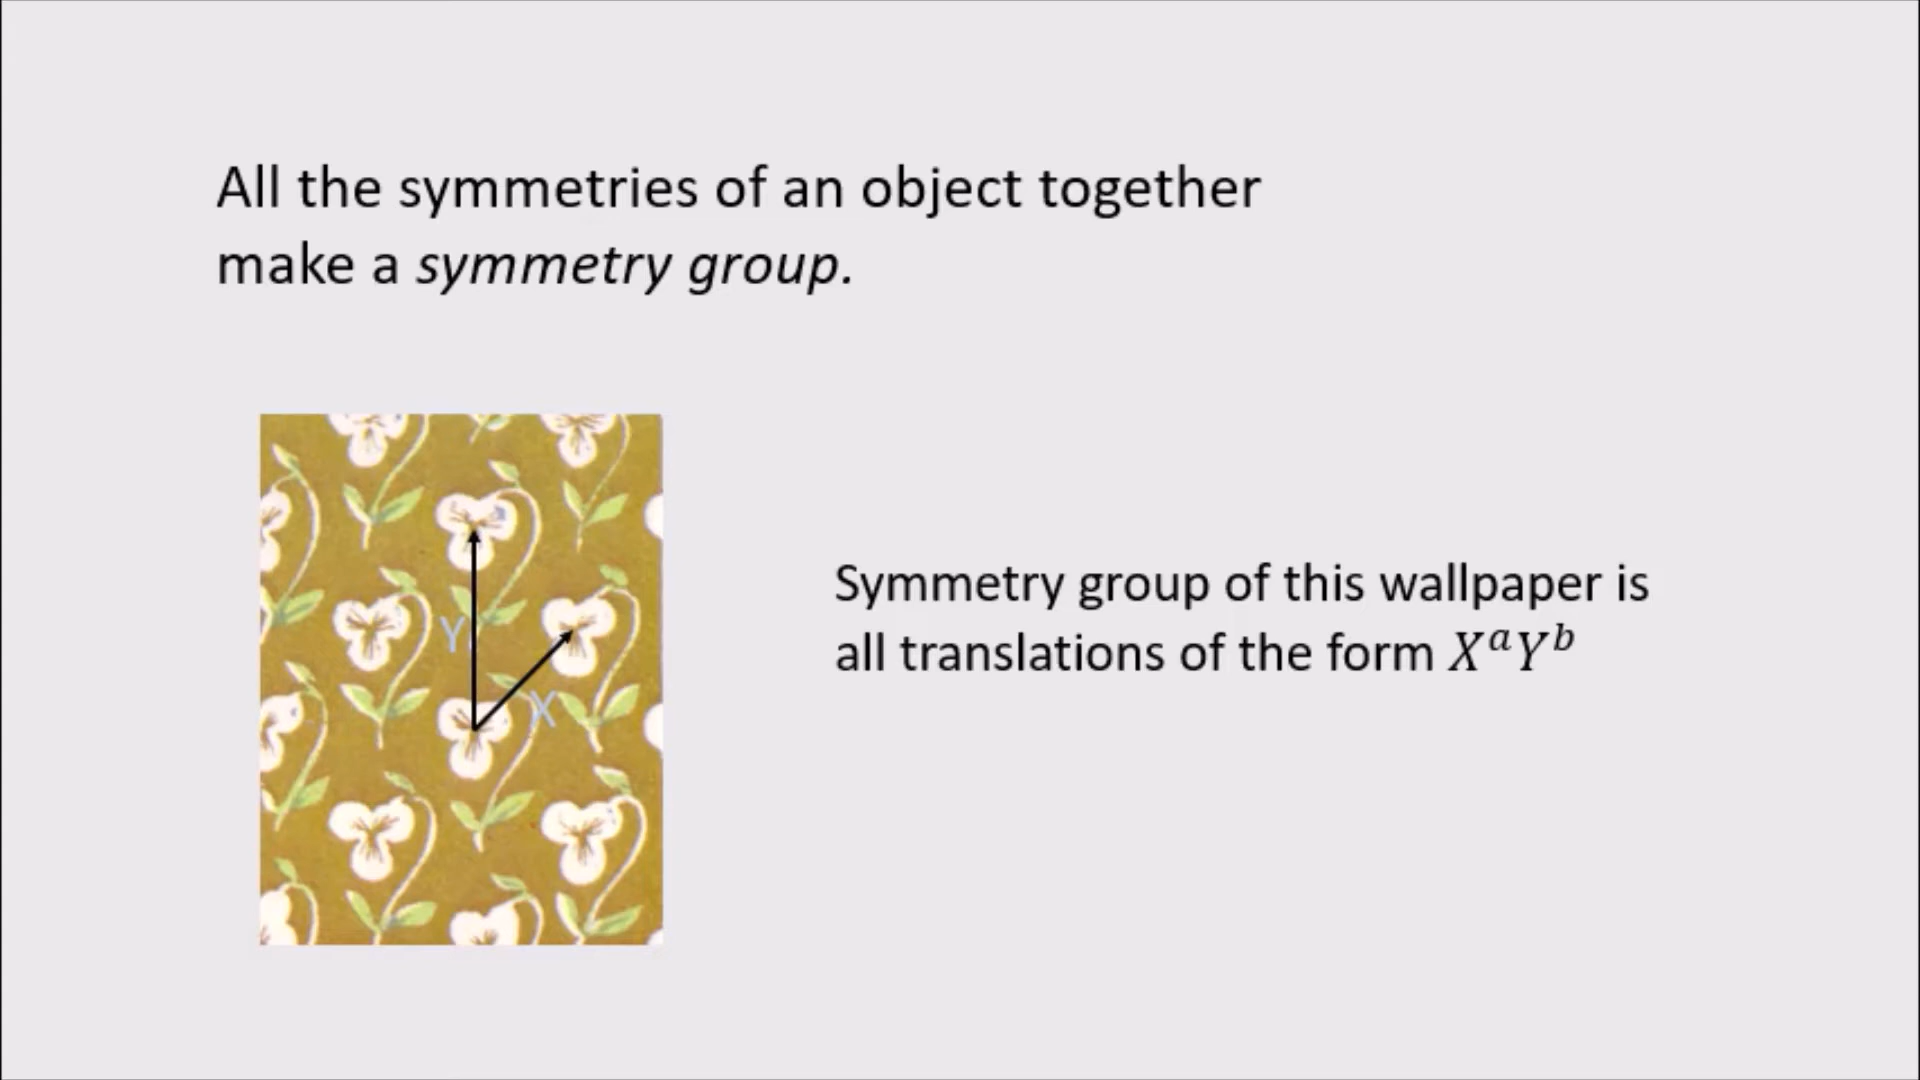 All the symmetries of an object together
make a symmetry group.
Y
X
Symmetry group of this wallpaper is
all translations of the form XᵃYᵇ